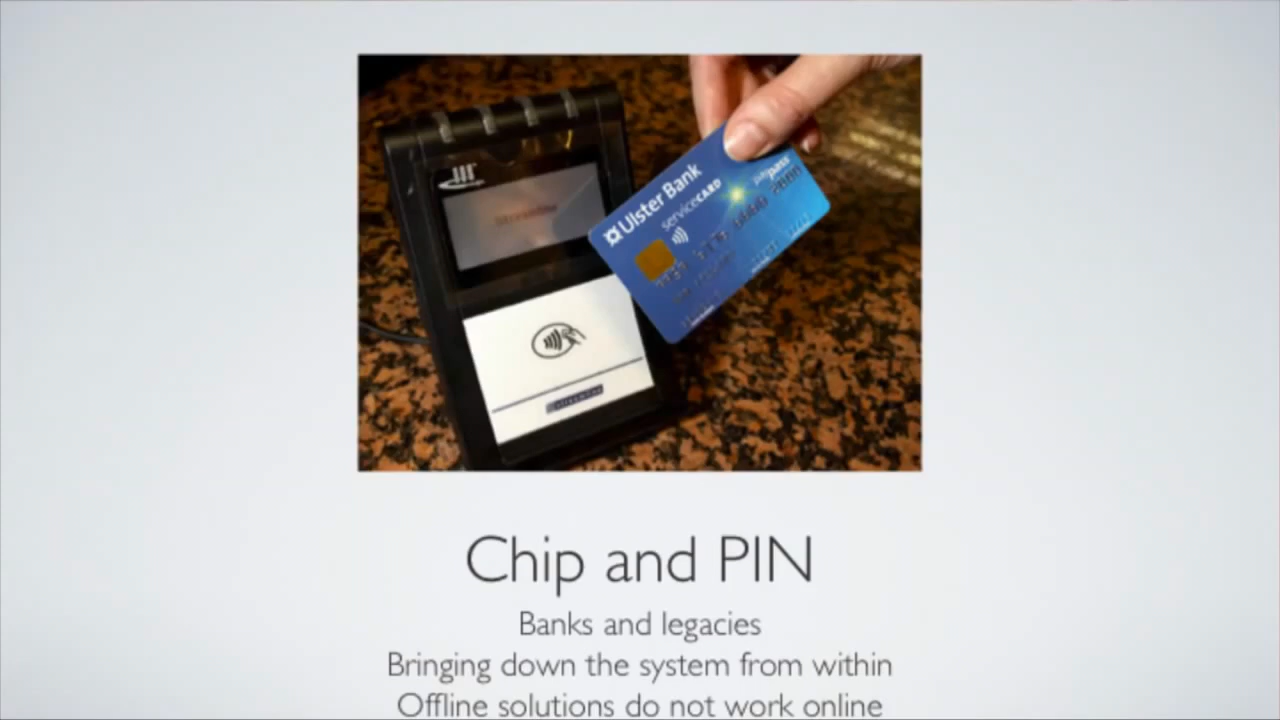 Ulster Bank
serviceCARD
paypass
Chip and PIN
Banks and legacies
Bringing down the system from within
Offline solutions do not work online